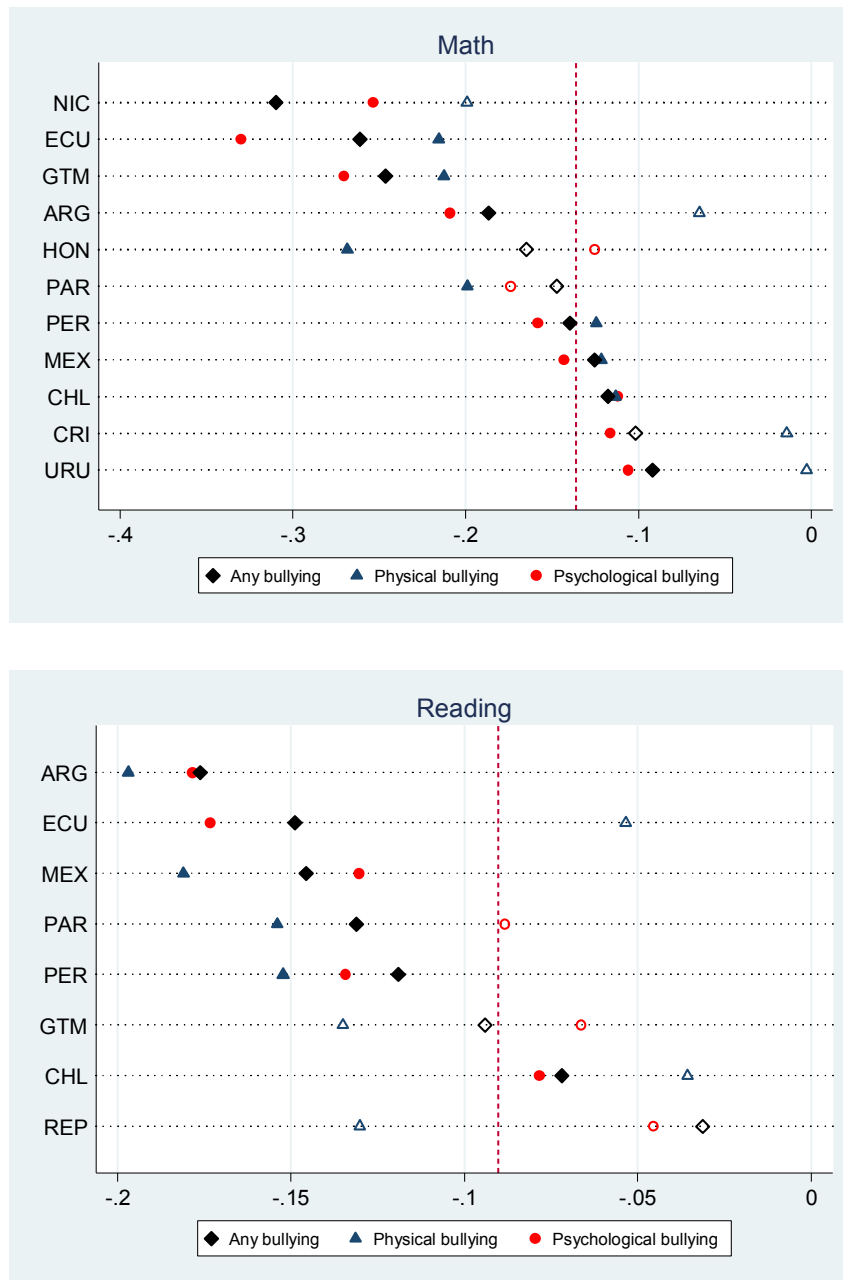 Math
NIC
ECU
GTM
ARG
HON
PAR
PER
MEX
CHL
CRI
URU
-.4 -.3 -.2 -.1 0
Any bullying Physical bullying Psychological bullying
Reading
ARG
ECU
MEX
PAR
PER
GTM
CHL
REP
-.2 -.15 -.1 -.05 0
Any bullying Physical bullying Psychological bullying